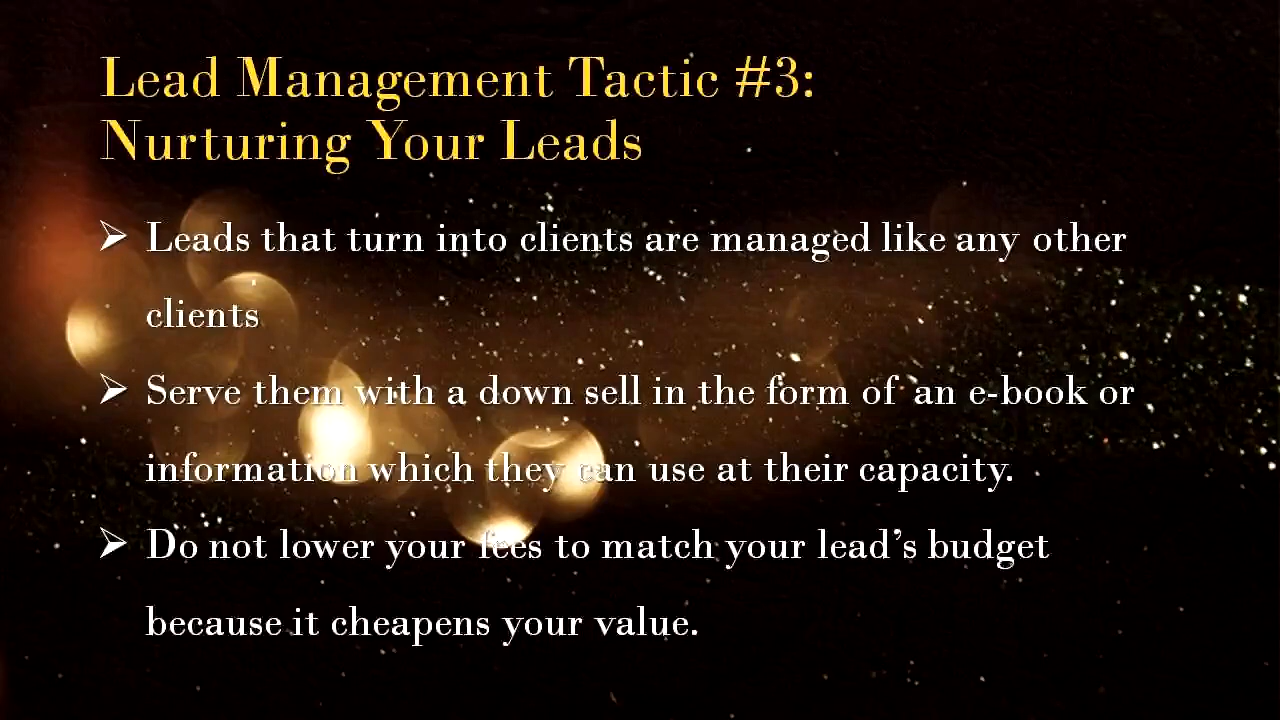 Lead Management Tactic #3:
Nurturing Your Leads
➢ Leads that turn into clients are managed like any other
clients
➢ Serve them with a down sell in the form of an e-book or
information which they can use at their capacity.
➢ Do not lower your fees to match your lead’s budget
because it cheapens your value.